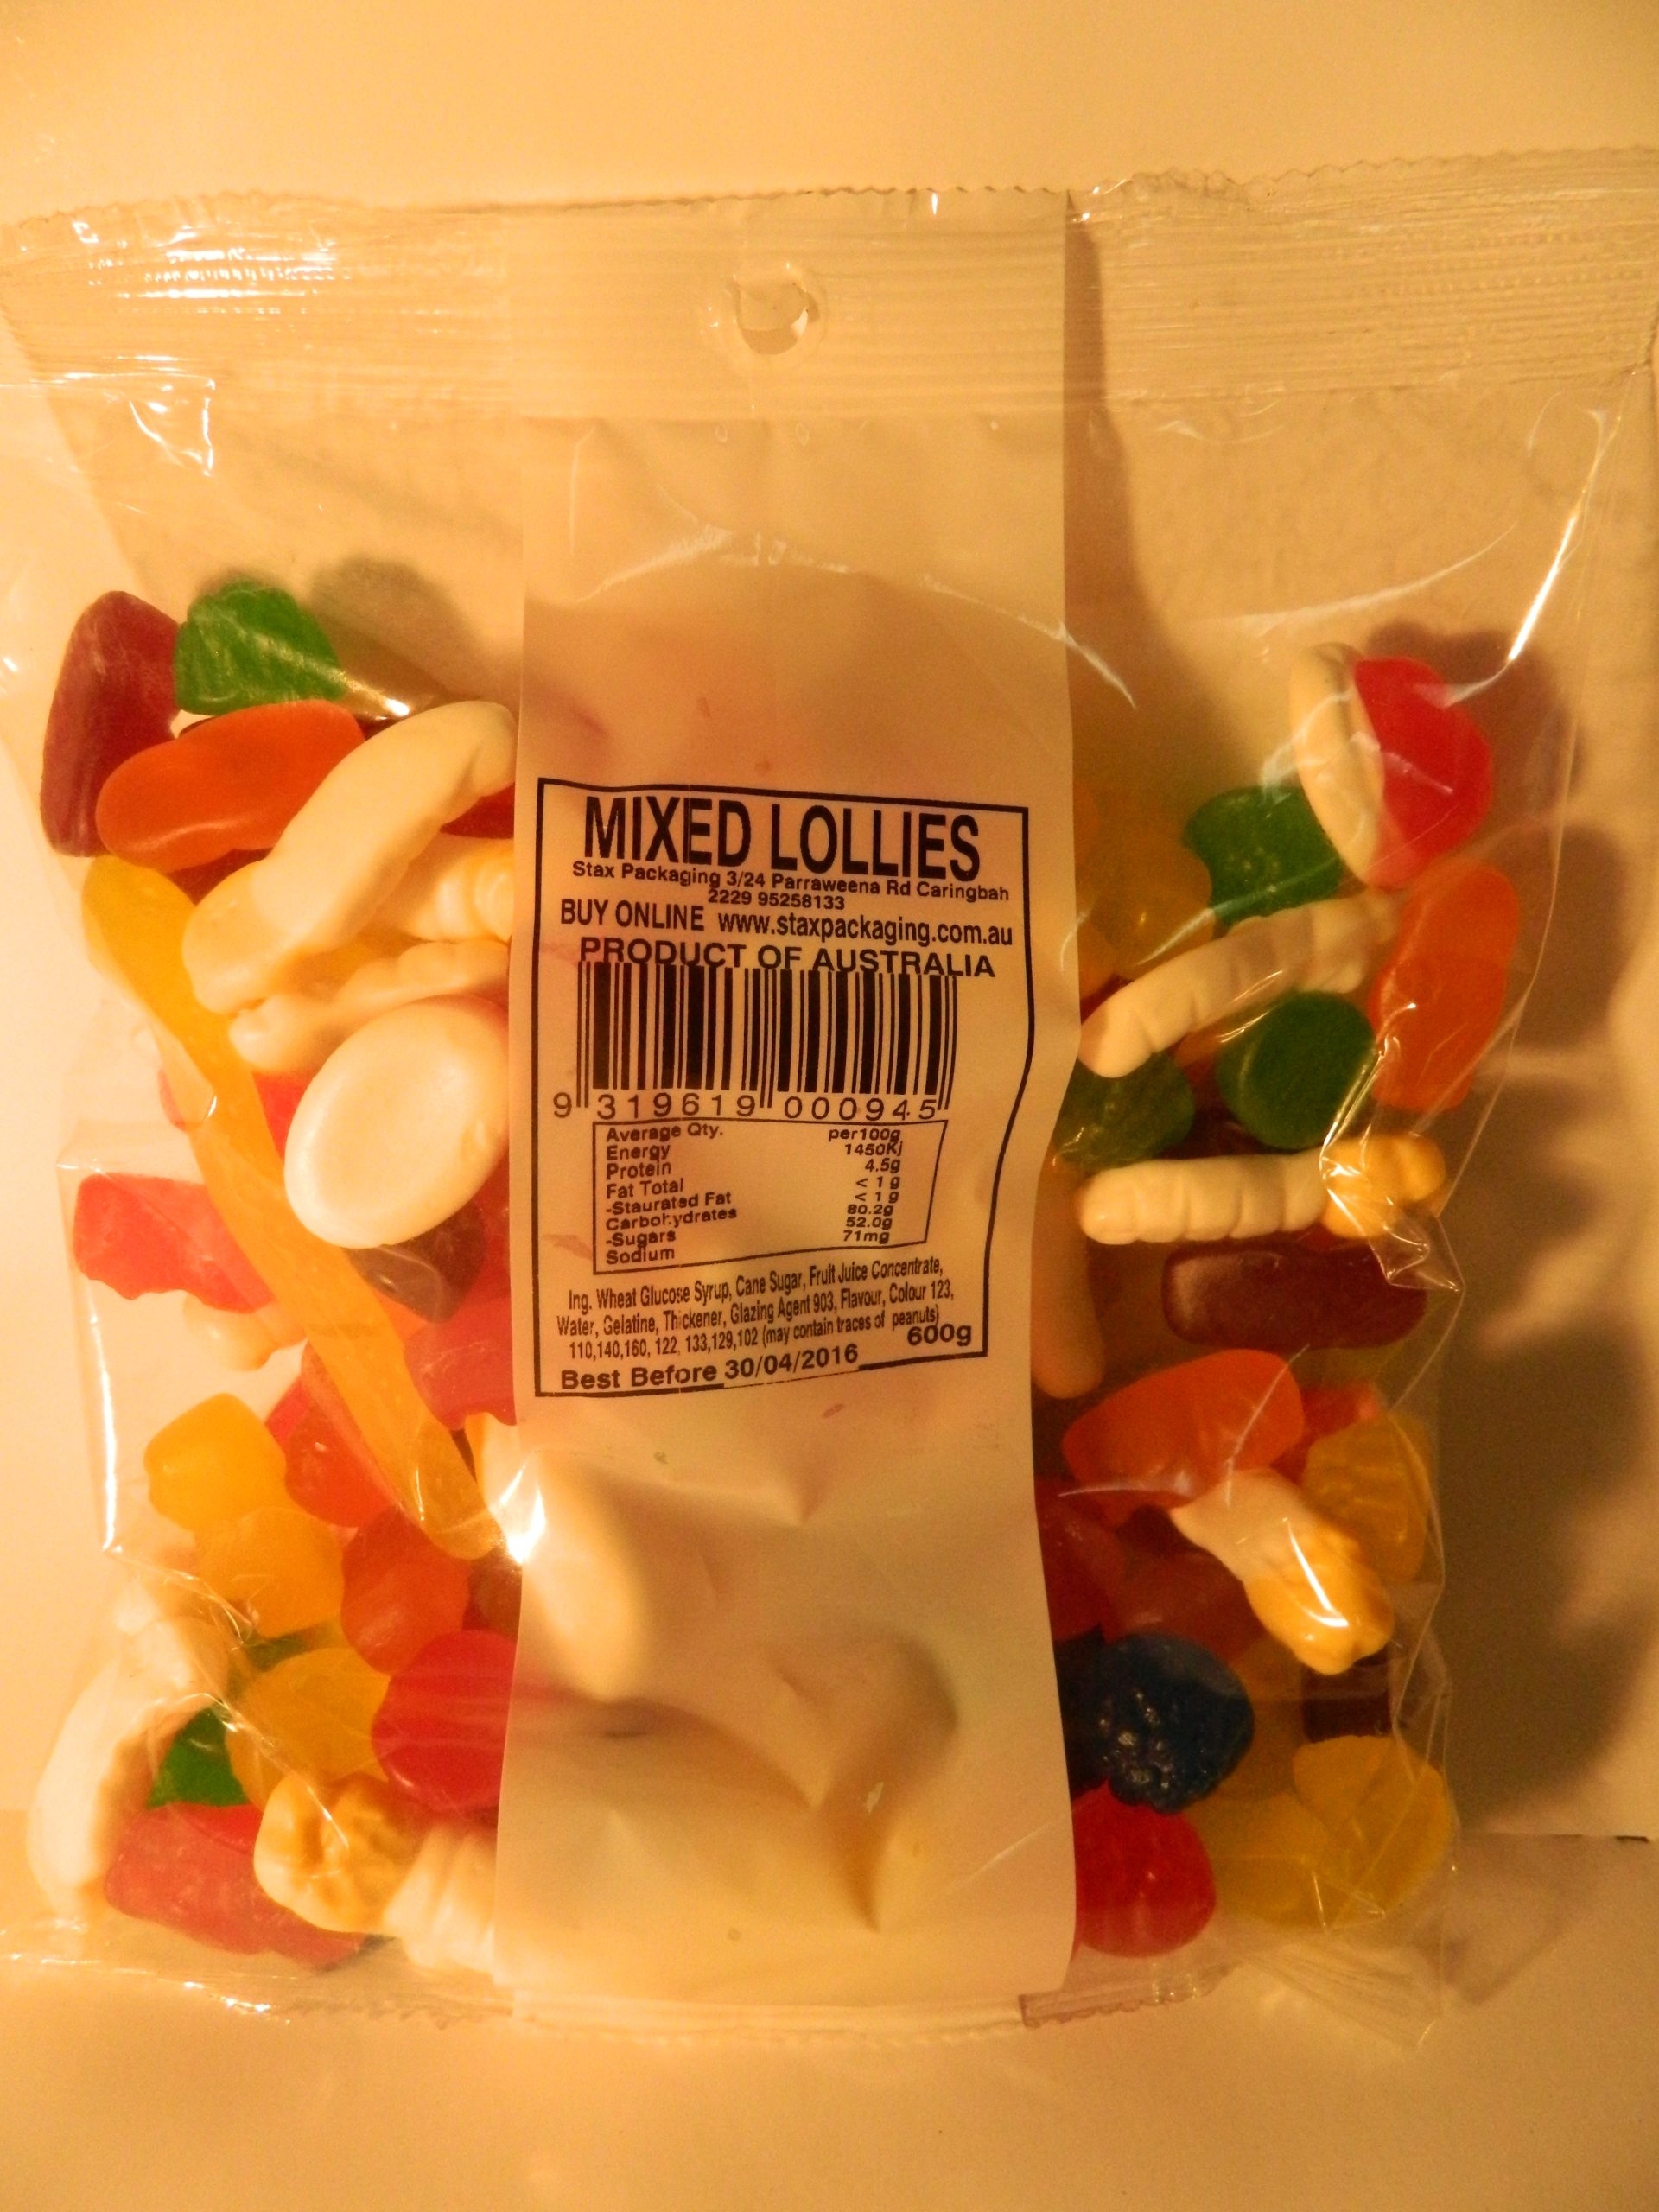 MIXED LOLLIES
Stax Packaging 3/24 Parraweena Rd Caringbah
2229 95258133
BUY ONLINE www.staxpackaging.com.au
PRODUCT OF AUSTRALIA
9 319619 000945
Average Qty. per100g
Energy 1450Kj
Protein 4.5g
Fat Total < 1 g
-Staurated Fat < 1 g
Carbohydrates 80.2g
-Sugars 52.0g
Sodium 71mg
Ing. Wheat Glucose Syrup, Cane Sugar, Fruit Juice Concentrate,
Water, Gelatine, Thickener, Glazing Agent 903, Flavour, Colour 123,
110,140,160, 122, 133,129,102 (may contain traces of peanuts)
600g
Best Before 30/04/2016